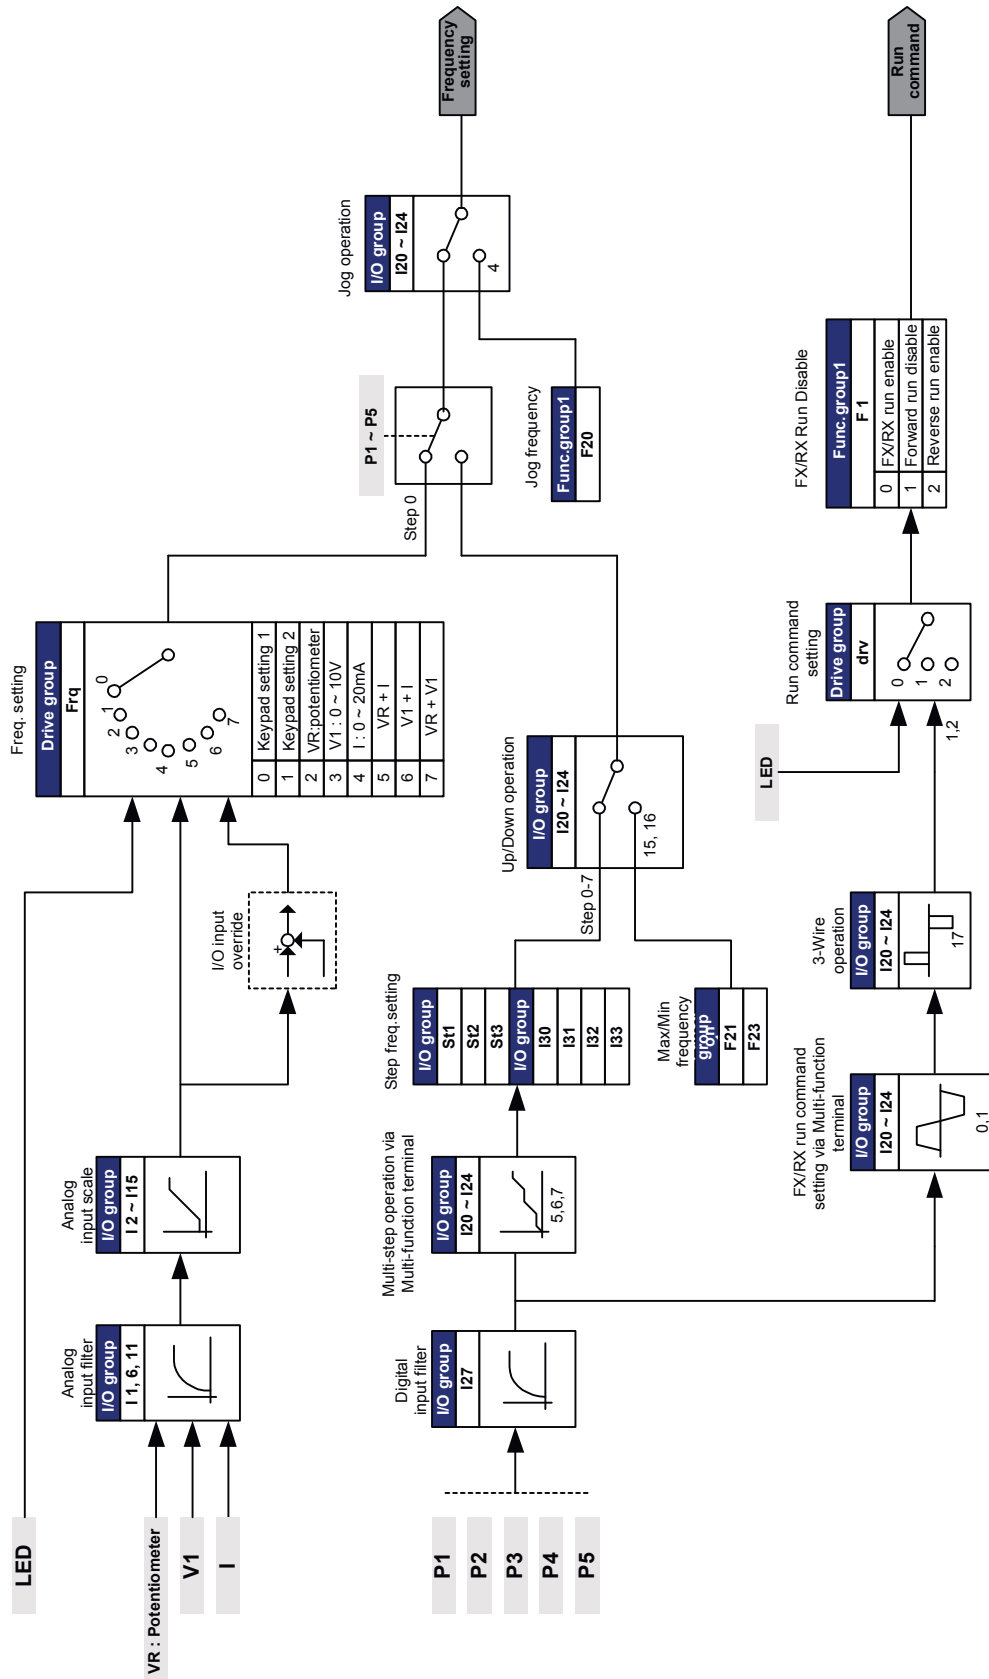 LED
VR : Potentiometer
V1
I
Analog
input filter
I/O group
I 1, 6, 11
Analog
input scale
I/O group
I 2 ~ I15
I/O input
override
+
Freq. setting
Drive group
Frq
0
1
2
3
4
5
6
7
0 Keypad setting 1
1 Keypad setting 2
2 VR:potentiometer
3 V1 : 0 ~ 10V
4 I : 0 ~ 20mA
5 VR + I
6 V1 + I
7 VR + V1
P1
P2
P3
P4
P5
Digital
input filter
I/O group
I27
Multi-step operation via
Multi-function terminal
I/O group
I20 ~ I24
5,6,7
Step freq.setting
I/O group
St1
St2
St3
I/O group
I30
I31
I32
I33
Max/Min
frequency
group
F21
F23
Step 0-7
Up/Down operation
I/O group
I20 ~ I24
15, 16
Step 0
P1 ~ P5
Jog frequency
Func.group1
F20
Jog operation
I/O group
I20 ~ I24
4
Frequency
setting
FX/RX run command
setting via Multi-function
terminal
I/O group
I20 ~ I24
0,1
3-Wire
operation
I/O group
I20 ~ I24
17
LED
1,2
Run command
setting
Drive group
drv
0
1
2
FX/RX Run Disable
Func.group1
F 1
0 FX/RX run enable
1 Forward run disable
2 Reverse run enable
Run
command